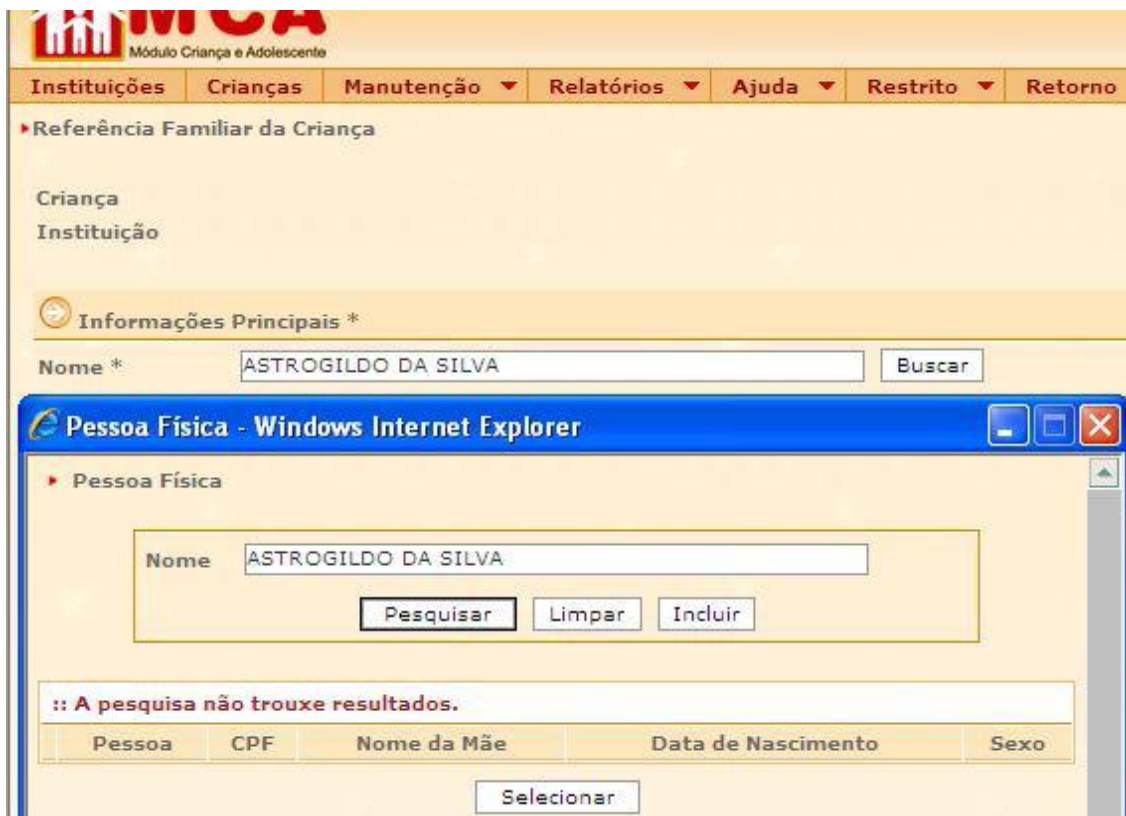 MCA
Módulo Criança e Adolescente
Instituições Crianças Manutenção Relatórios Ajuda Restrito Retorno
Referência Familiar da Criança
Criança
Instituição
Informações Principais *
Nome * ASTROGILDO DA SILVA Buscar
Pessoa Física - Windows Internet Explorer
Pessoa Física
Nome ASTROGILDO DA SILVA
Pesquisar Limpar Incluir
:: A pesquisa não trouxe resultados.
Pessoa CPF Nome da Mãe Data de Nascimento Sexo
Selecionar